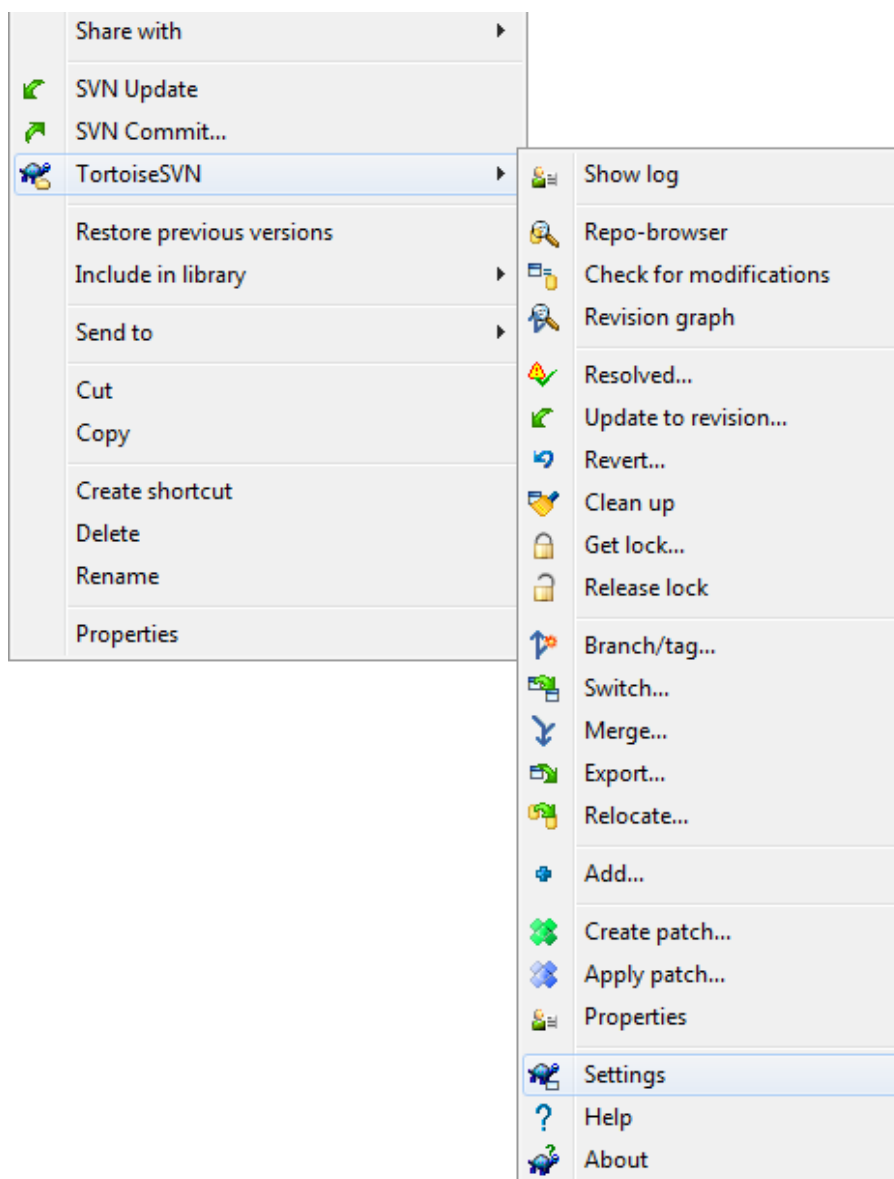 Share with
SVN Update
SVN Commit...
TortoiseSVN
Restore previous versions
Include in library
Send to
Cut
Copy
Create shortcut
Delete
Rename
Properties
Show log
Repo-browser
Check for modifications
Revision graph
Resolved...
Update to revision...
Revert...
Clean up
Get lock...
Release lock
Branch/tag...
Switch...
Merge...
Export...
Relocate...
Add...
Create patch...
Apply patch...
Properties
Settings
Help
About